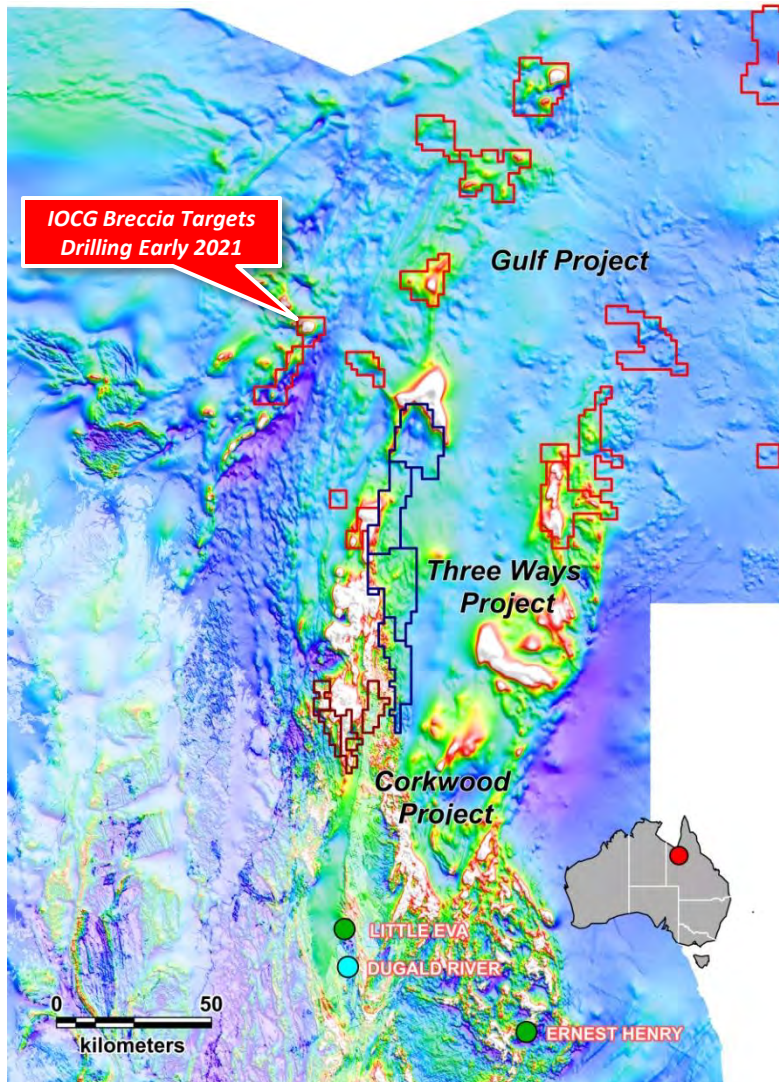 IOCG Breccia Targets
Drilling Early 2021
Gulf Project
Three Ways
Project
Corkwood
Project
LITTLE EVA
DUGALD RIVER
ERNEST HENRY
0 50
kilometers